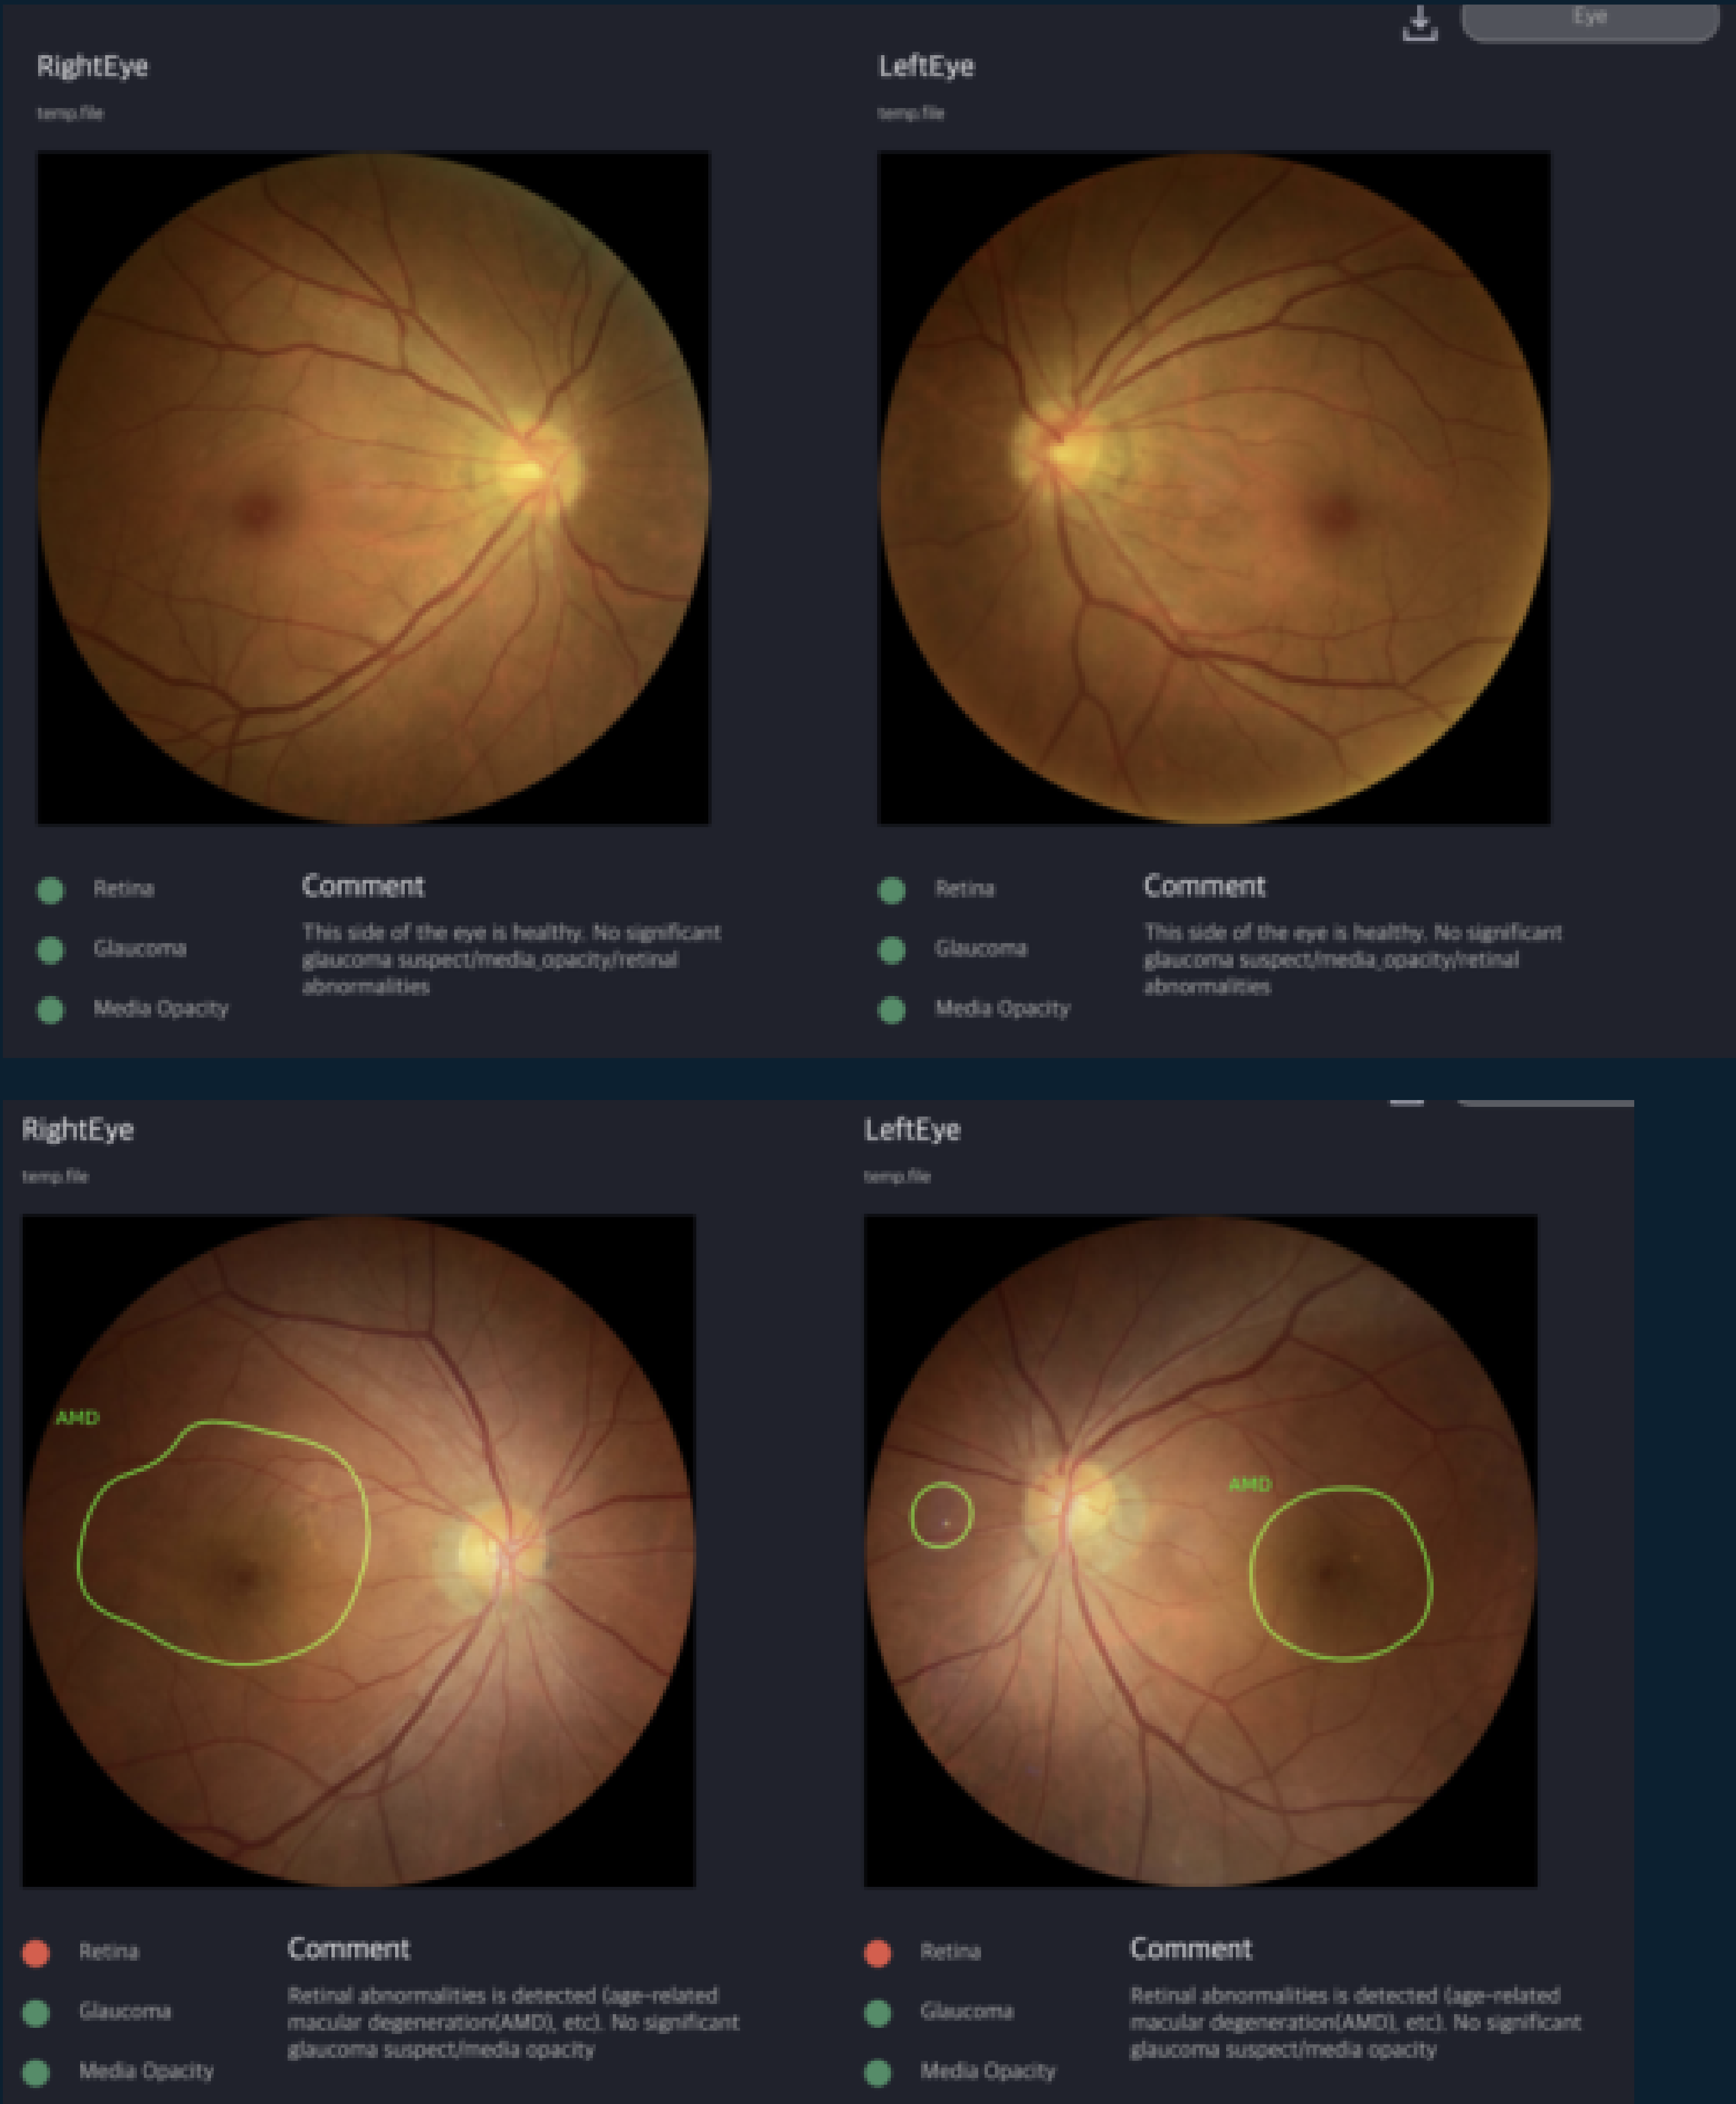 Eye
RightEye
temp.file
LeftEye
temp.file
Retina
Glaucoma
Media Opacity
Comment
This side of the eye is healthy. No significant
glaucoma suspect/media_opacity/retinal
abnormalities
Retina
Glaucoma
Media Opacity
Comment
This side of the eye is healthy. No significant
glaucoma suspect/media_opacity/retinal
abnormalities
RightEye
temp.file
LeftEye
temp.file
AMD
AMD
Retina
Glaucoma
Media Opacity
Comment
Retinal abnormalities is detected (age-related
macular degeneration(AMD), etc). No significant
glaucoma suspect/media opacity
Retina
Glaucoma
Media Opacity
Comment
Retinal abnormalities is detected (age-related
macular degeneration(AMD), etc). No significant
glaucoma suspect/media opacity